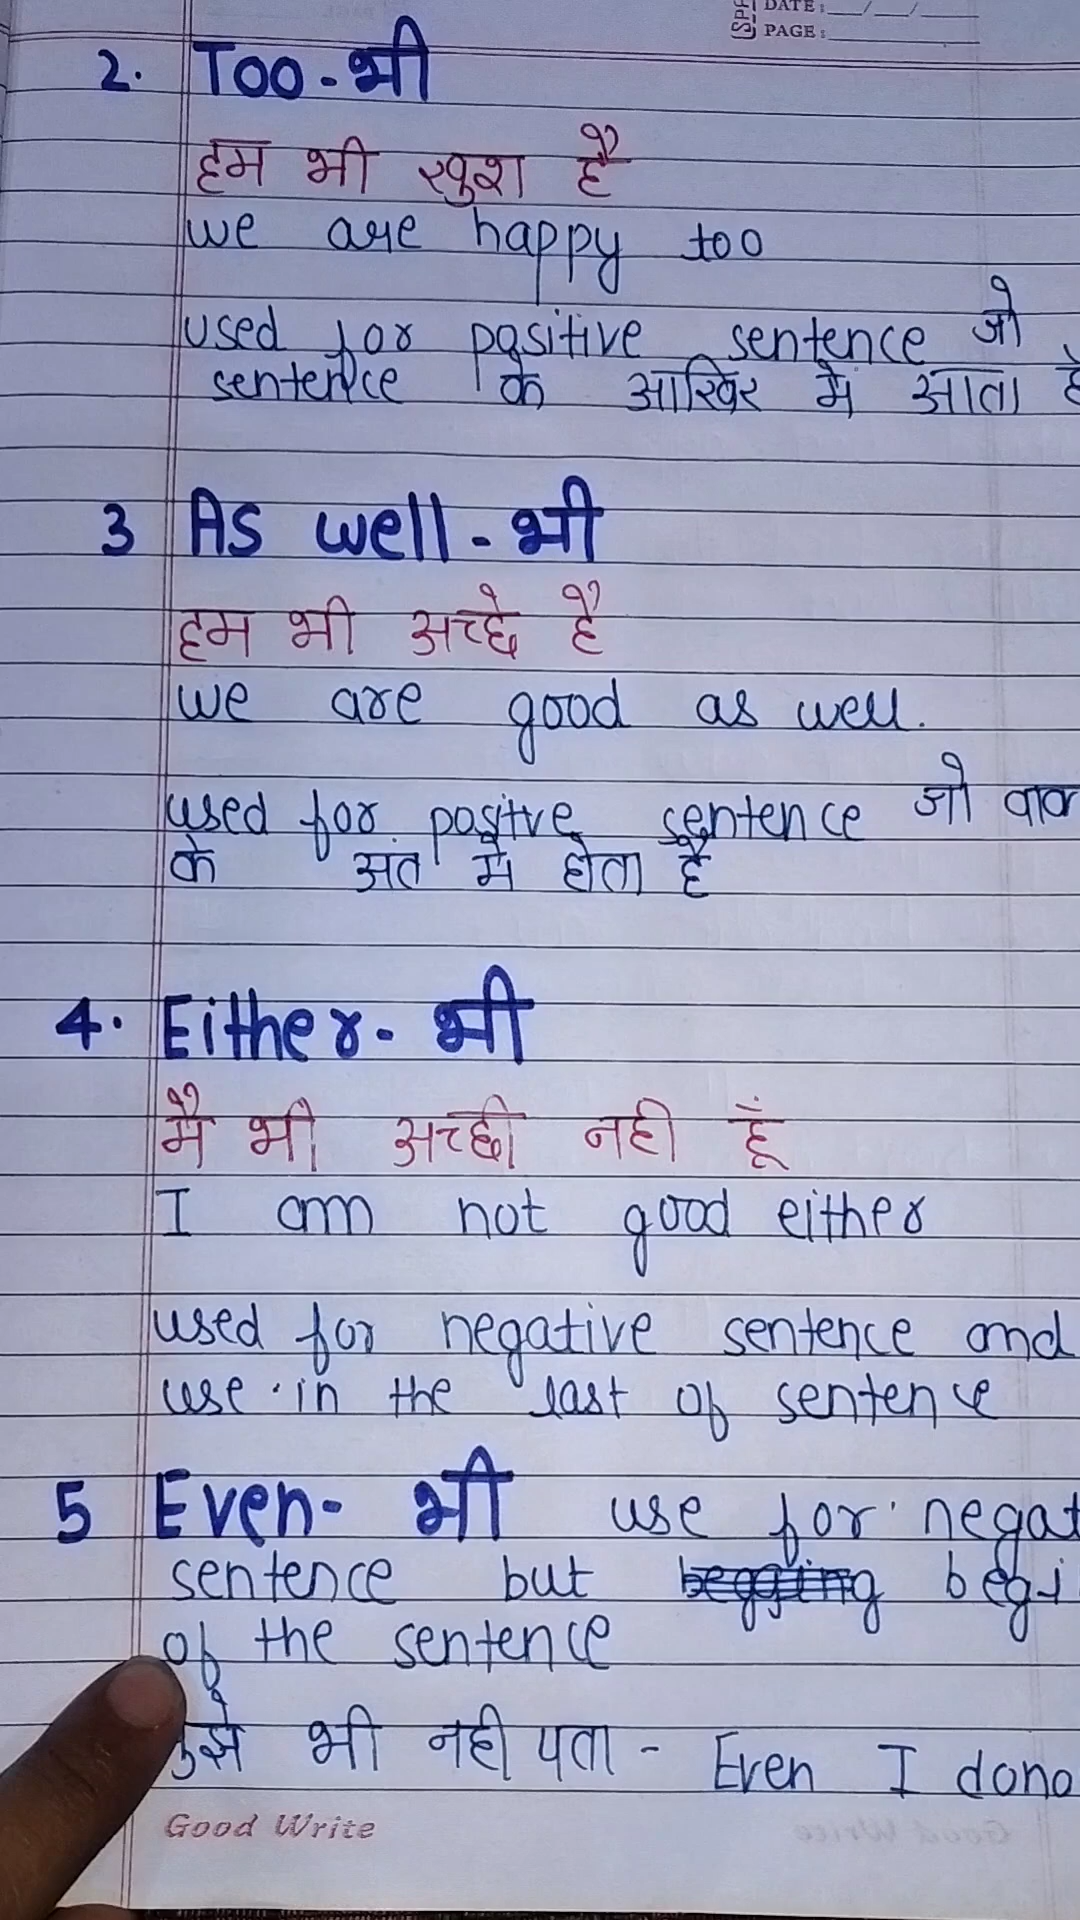 DATE:
PAGE:
2. Too - भी
हम भी खुश है
we are happy too
used for positive sentence जो
sentence के आखिर में आता है
3 As well - भी
हम भी अच्छे है
we are good as well.
used for positve sentence जो
के अंत में होता है
4. Either - भी
मै भी अच्छी नही हूँ
I am not good either
used for negative sentence and
use in the last of sentence
5 Even - भी use for
sentence but
of the sentence
भी नही पता - Even I
Good Write